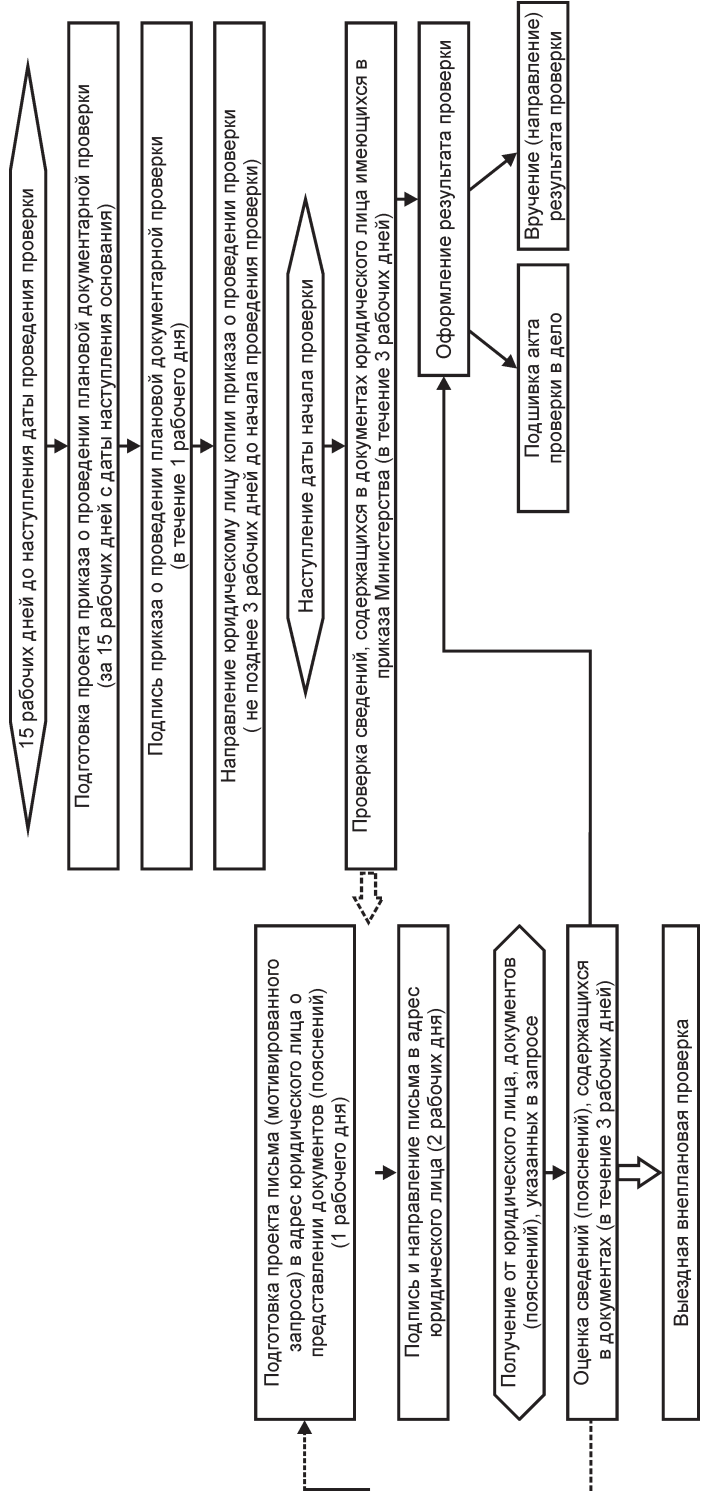 15 рабочих дней до наступления даты проведения проверки
Подготовка проекта приказа о проведении плановой документарной проверки
(за 15 рабочих дней с даты наступления основания)
Подпись приказа о проведении плановой документарной проверки
(в течение 1 рабочего дня)
Направление юридическому лицу копии приказа о проведении проверки
( не позднее 3 рабочих дней до начала проведения проверки)
Наступление даты начала проверки
Проверка сведений, содержащихся в документах юридического лица имеющихся в
приказа Министерства (в течение 3 рабочих дней)
Оформление результата проверки
Подшивка акта
проверки в дело
Вручение (направление)
результата проверки
Подготовка проекта письма (мотивированного
запроса) в адрес юридического лица о
представлении документов (пояснений)
(1 рабочего дня)
Подпись и направление письма в адрес
юридического лица (2 рабочих дня)
Получение от юридического лица, документов
(пояснений), указанных в запросе
Оценка сведений (пояснений), содержащихся
в документах (в течение 3 рабочих дней)
Выездная внеплановая проверка